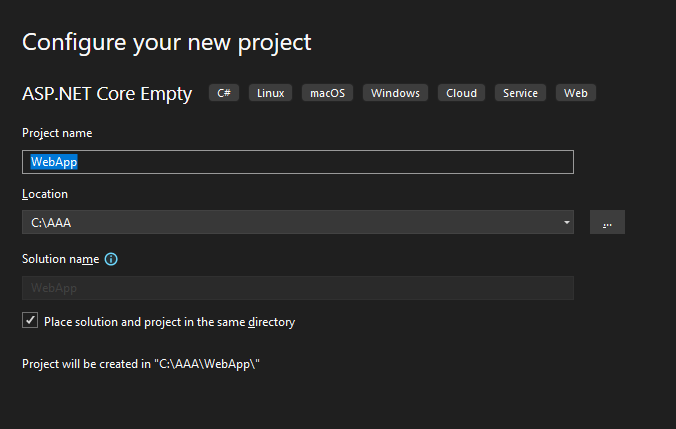 Configure your new project
ASP.NET Core Empty C# Linux macOS Windows Cloud Service Web
Project name
WebApp
Location
C:\AAA
...
Solution name
WebApp
Place solution and project in the same directory
Project will be created in "C:\AAA\WebApp\"